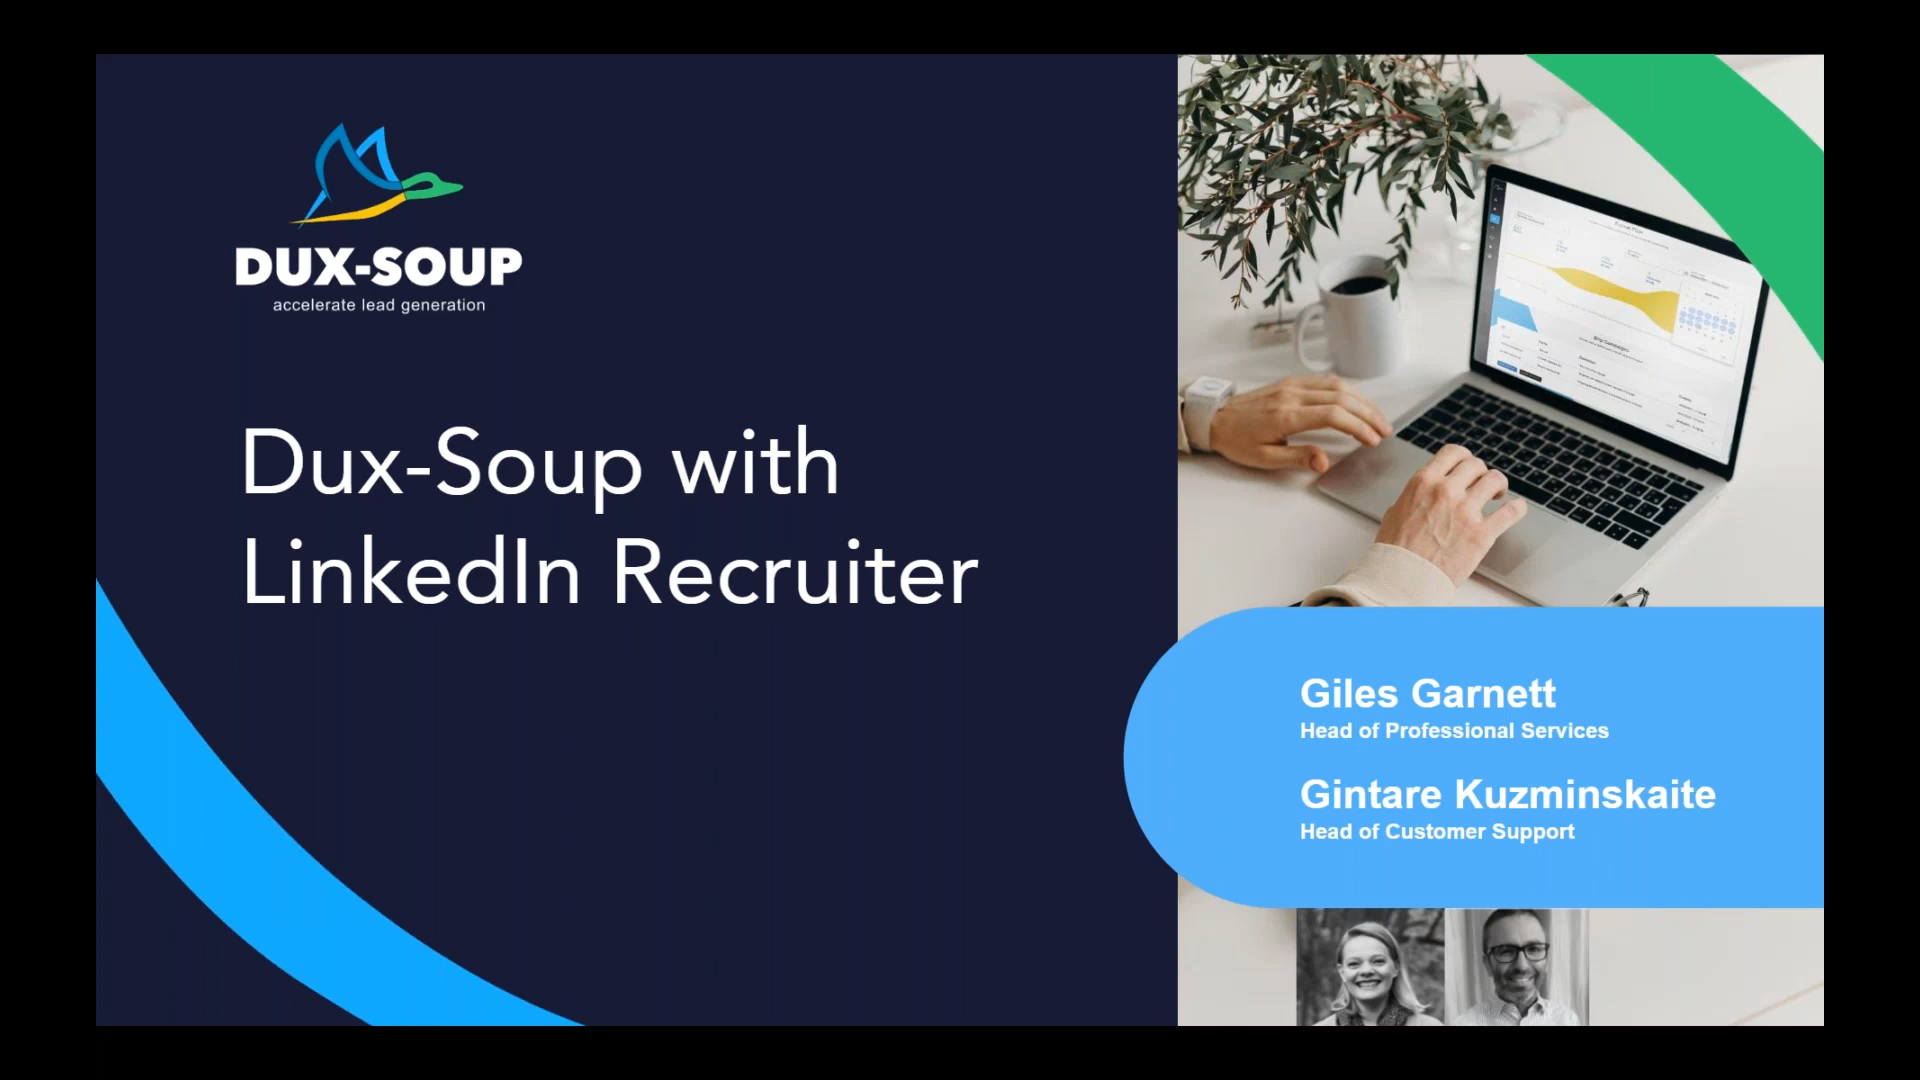 DUX-SOUP
accelerate lead generation
Dux-Soup with
LinkedIn Recruiter
Giles Garnett
Head of Professional Services
Gintare Kuzminskaite
Head of Customer Support